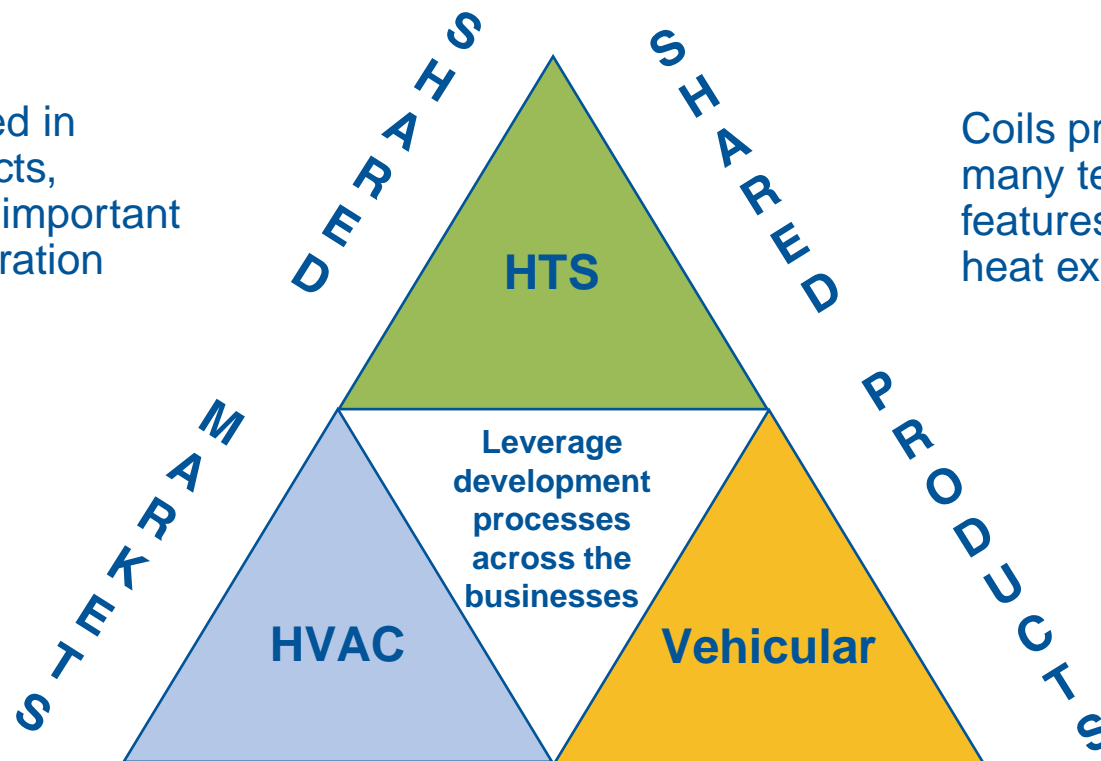 SHARED MARKETS
SHARED PRODUCTS
ed in
cts,
important
ration
Coils pr
many te
features
heat ex
HTS
Leverage
development
processes
across the
businesses
HVAC
Vehicular